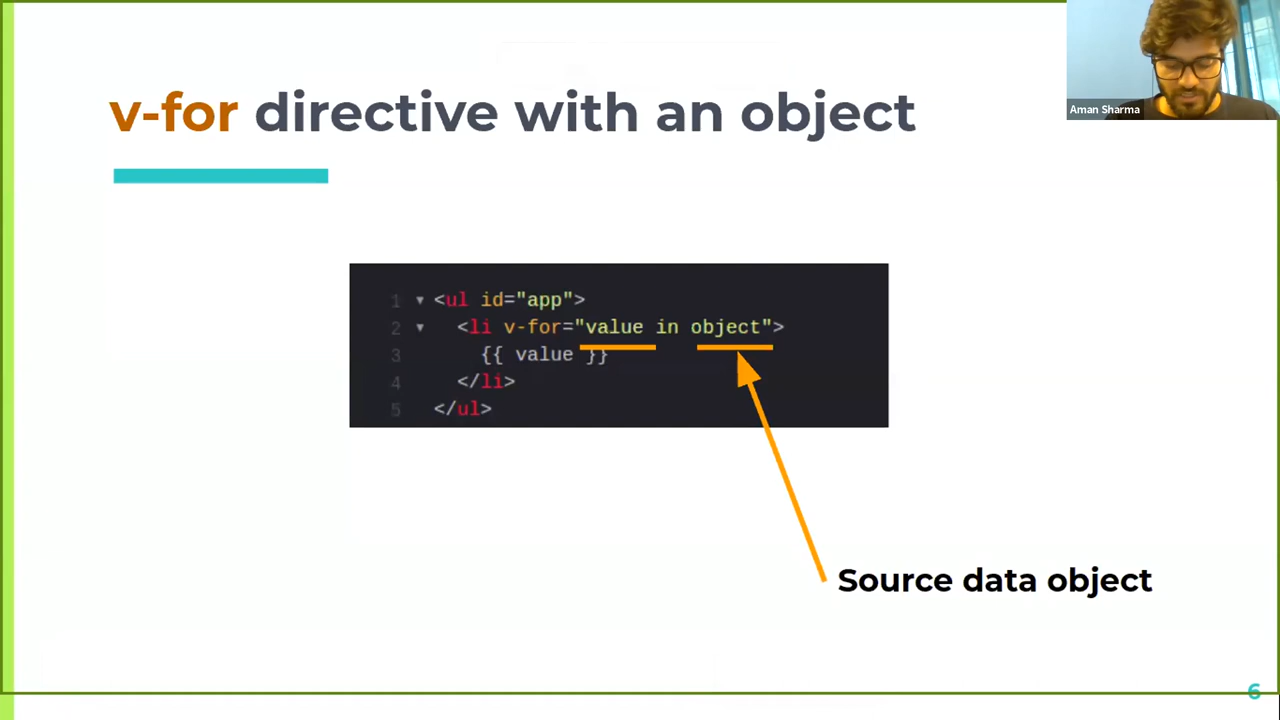 v-for directive with an object
Aman Sharma
1 ▼ <ul id="app">
2 ▼ <li v-for="value in object">
3 {{ value }}
4 </li>
5 </ul>
Source data object
6